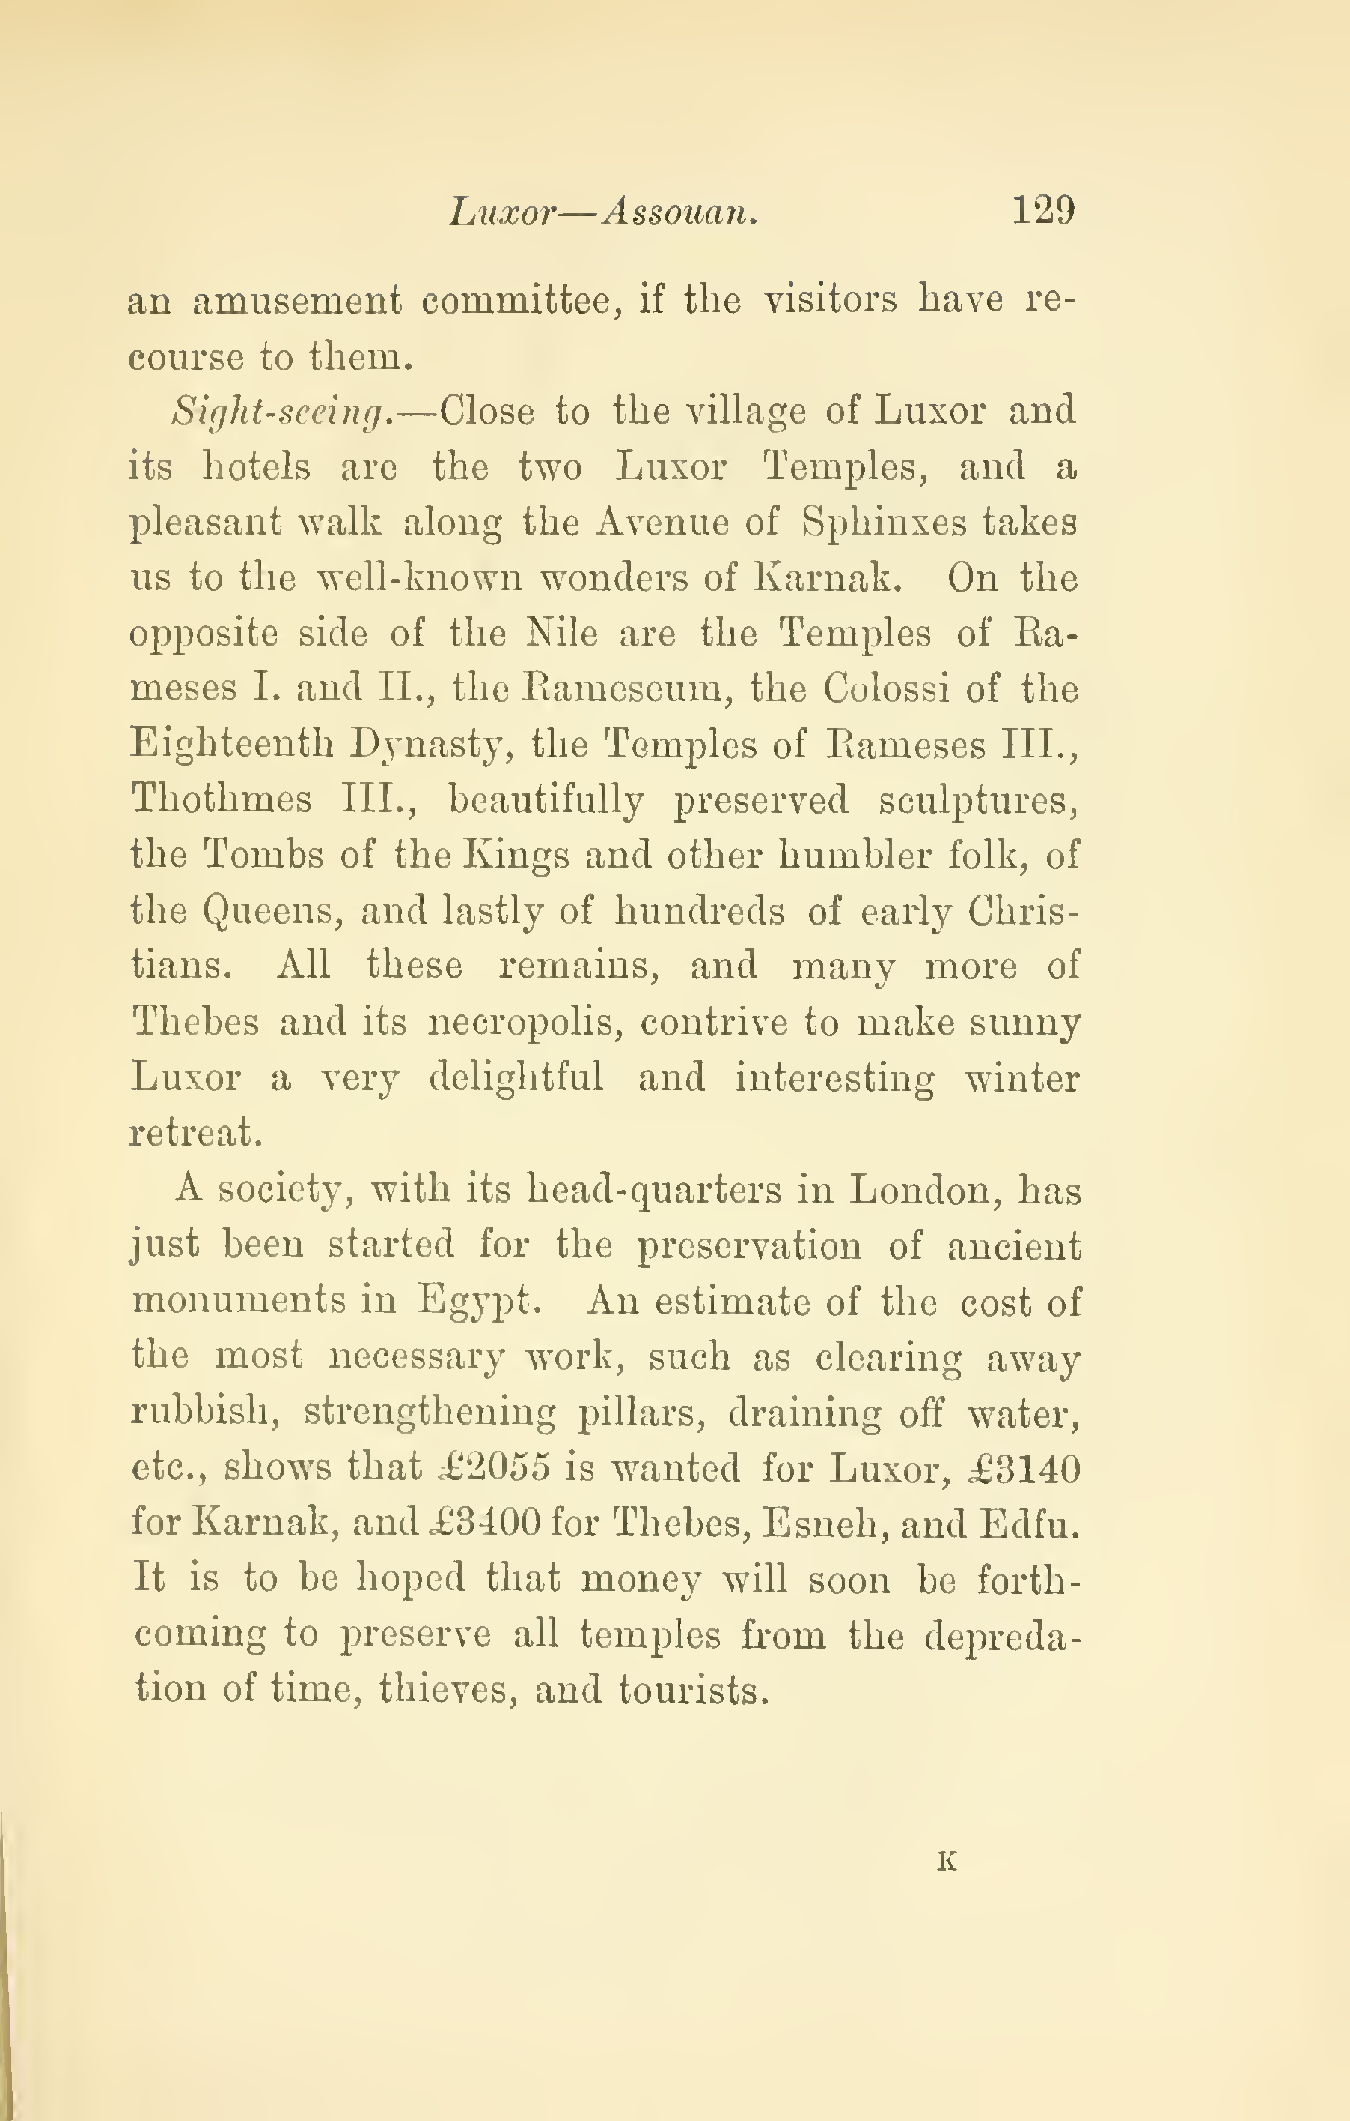 Luxor—Assouan. 129
an amusement committee, if the visitors have re-
course to them.
Sight-seeing.—Close to the village of Luxor and
its hotels are the two Luxor Temples, and a
pleasant walk along the Avenue of Sphinxes takes
us to the well-known wonders of Karnak. On the
opposite side of the Nile are the Temples of Ra-
meses I. and II., the Rameseum, the Colossi of the
Eighteenth Dynasty, the Temples of Rameses III.,
Thothmes III., beautifully preserved sculptures,
the Tombs of the Kings and other humbler folk, of
the Queens, and lastly of hundreds of early Chris-
tians. All these remains, and many more of
Thebes and its necropolis, contrive to make sunny
Luxor a very delightful and interesting winter
retreat.
A society, with its head-quarters in London, has
just been started for the preservation of ancient
monuments in Egypt. An estimate of the cost of
the most necessary work, such as clearing away
rubbish, strengthening pillars, draining off water,
etc., shows that £2055 is wanted for Luxor, £3140
for Karnak, and £3400 for Thebes, Esneh, and Edfu.
It is to be hoped that money will soon be forth-
coming to preserve all temples from the depreda-
tion of time, thieves, and tourists.
K